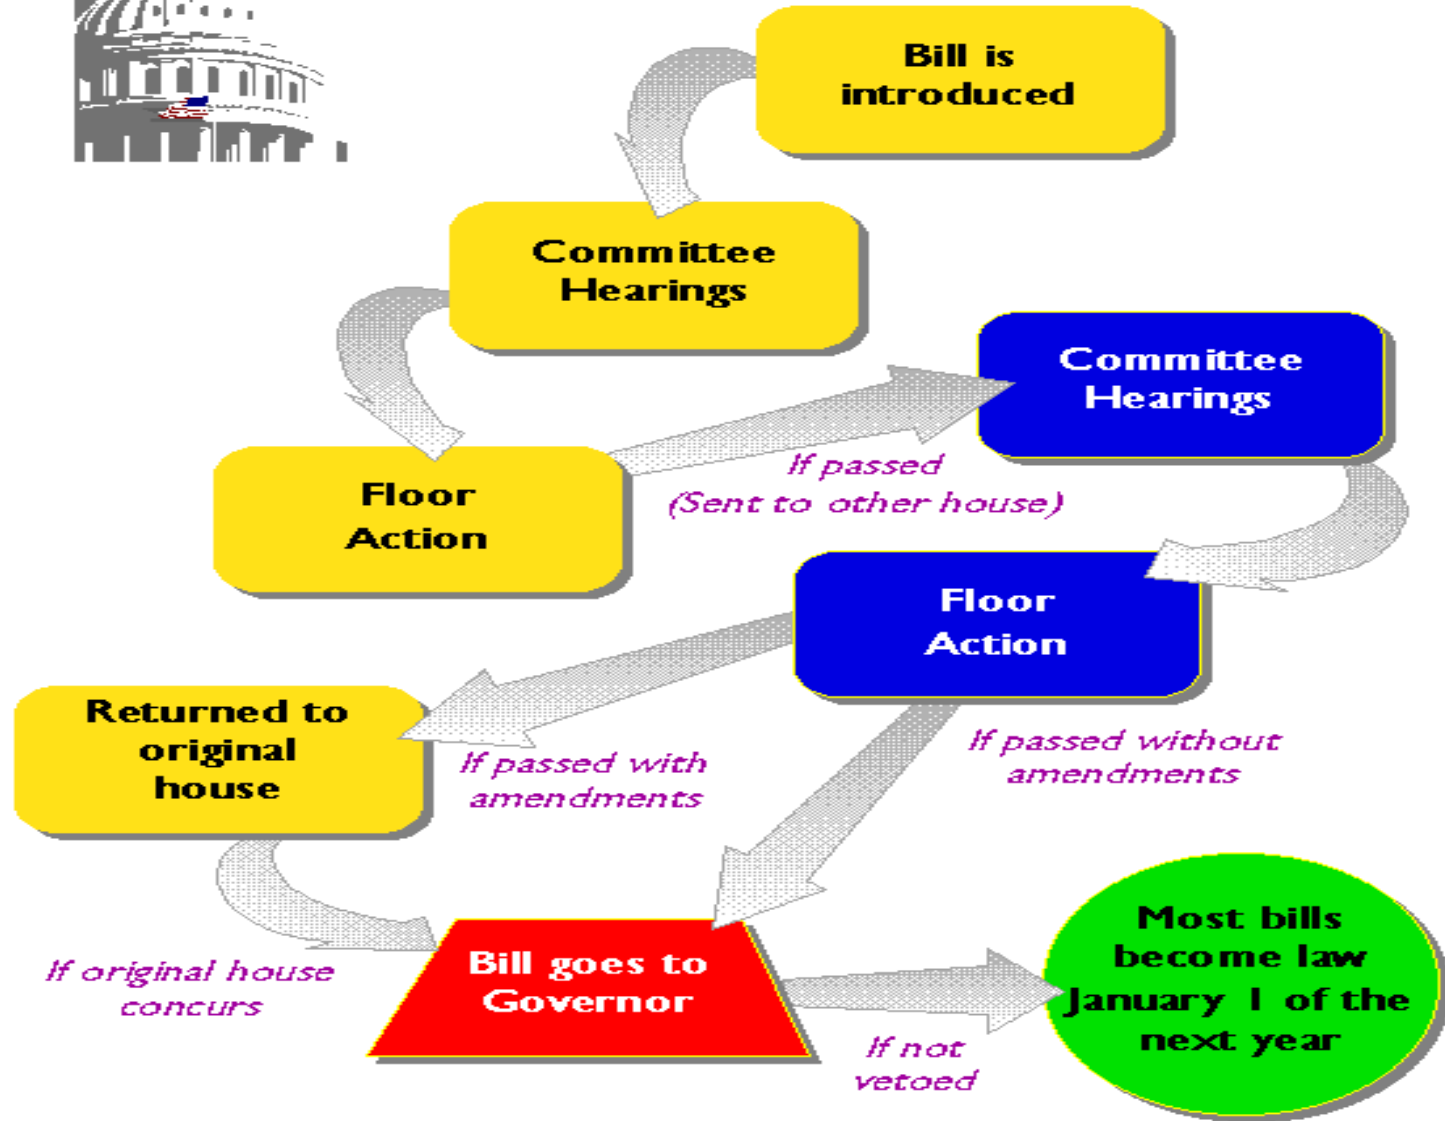 Bill is
introduced
Committee
Hearings
Committee
Hearings
If passed
(Sent to other house)
Floor
Action
Floor
Action
Returned to
original
house
If passed with
amendments
If passed without
amendments
If original house
concurs
Bill goes to
Governor
If not
vetoed
Most bills
become law
January 1 of the
next year